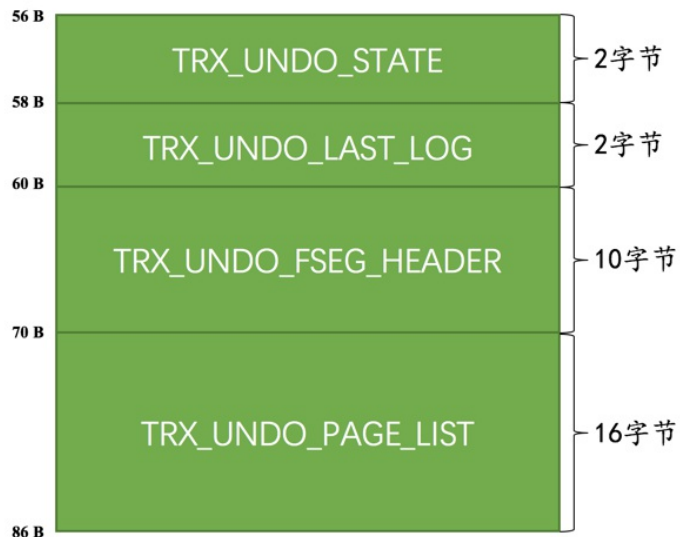 56 B
TRX_UNDO_STATE
2字节
58 B
TRX_UNDO_LAST_LOG
2字节
60 B
TRX_UNDO_FSEG_HEADER
10字节
70 B
TRX_UNDO_PAGE_LIST
16字节
86 B